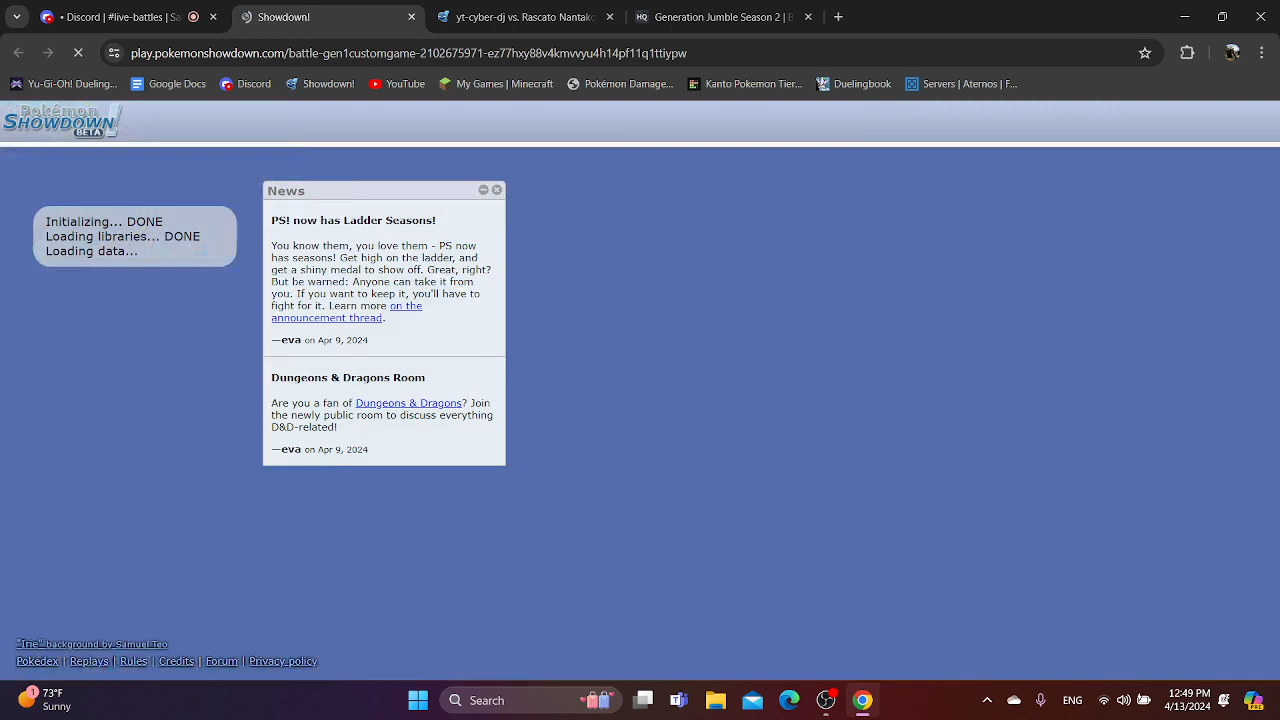 Discord | #live-battles | Sa
Showdown!
yt-cyber-dj vs. Rascato Nantako
HQ Generation Jumble Season 2 | B
play.pokemonshowdown.com/battle-gen1customgame-2102675971-ez77hxy88v4kmvvyu4h14pf11q1ttiypw
Yu-Gi-Oh! Dueling...
Google Docs
Discord
Showdown!
YouTube
My Games | Minecraft
Pokémon Damage...
Kanto Pokemon Tier...
Duelingbook
Servers | Aternos | F...
Pokémon
SHOWDOWN!
BETA
Initializing... DONE
Loading libraries... DONE
Loading data...
News
PS! now has Ladder Seasons!
You know them, you love them - PS now
has seasons! Get high on the ladder, and
get a shiny medal to show off. Great, right?
But be warned: Anyone can take it from
you. If you want to keep it, you'll have to
fight for it. Learn more on the
announcement thread.
—eva on Apr 9, 2024
Dungeons & Dragons Room
Are you a fan of Dungeons & Dragons? Join
the newly public room to discuss everything
D&D-related!
—eva on Apr 9, 2024
"Irie" background by Samuel Teo
Pokédex | Replays | Rules | Credits | Forum | Privacy policy
1
73°F
Sunny
Search
ENG
12:49 PM
4/13/2024
PRE